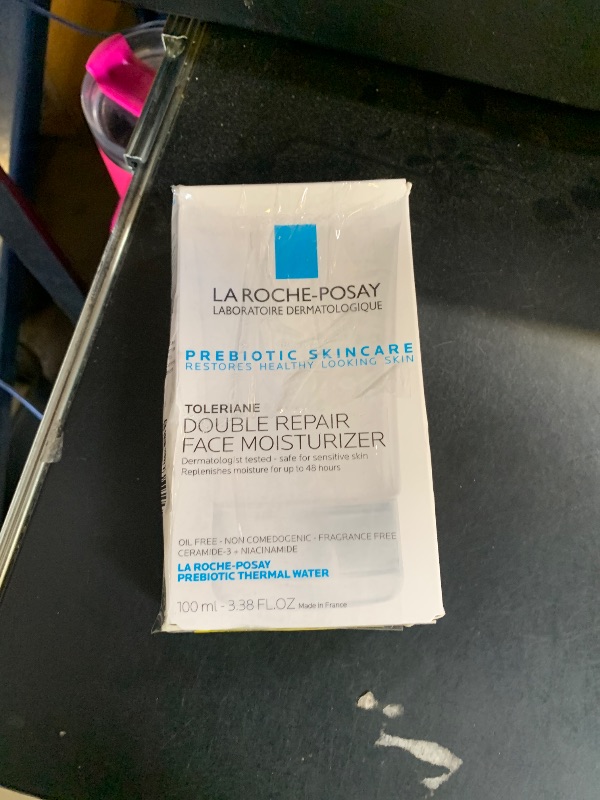 LA ROCHE-POSAY
LABORATOIRE DERMATOLOGIQUE
PREBIOTIC SKINCARE
RESTORES HEALTHY LOOKING SKIN
TOLERIANE
DOUBLE REPAIR
FACE MOISTURIZER
Dermatologist tested - safe for sensitive skin
Replenishes moisture for up to 48 hours
OIL FREE - NON COMEDOGENIC - FRAGRANCE FREE
CERAMIDE-3 + NIACINAMIDE
LA ROCHE-POSAY
PREBIOTIC THERMAL WATER
100 ml - 3.38 FL.OZ Made in France